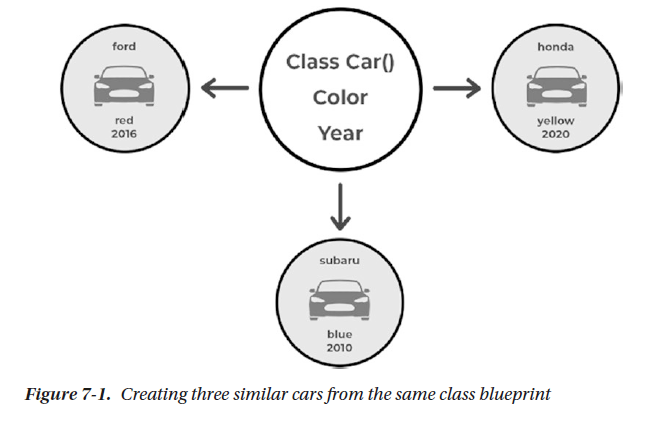 ford
red
2016
Class Car()
Color
Year
honda
yellow
2020
subaru
blue
2010
Figure 7-1. Creating three similar cars from the same class blueprint